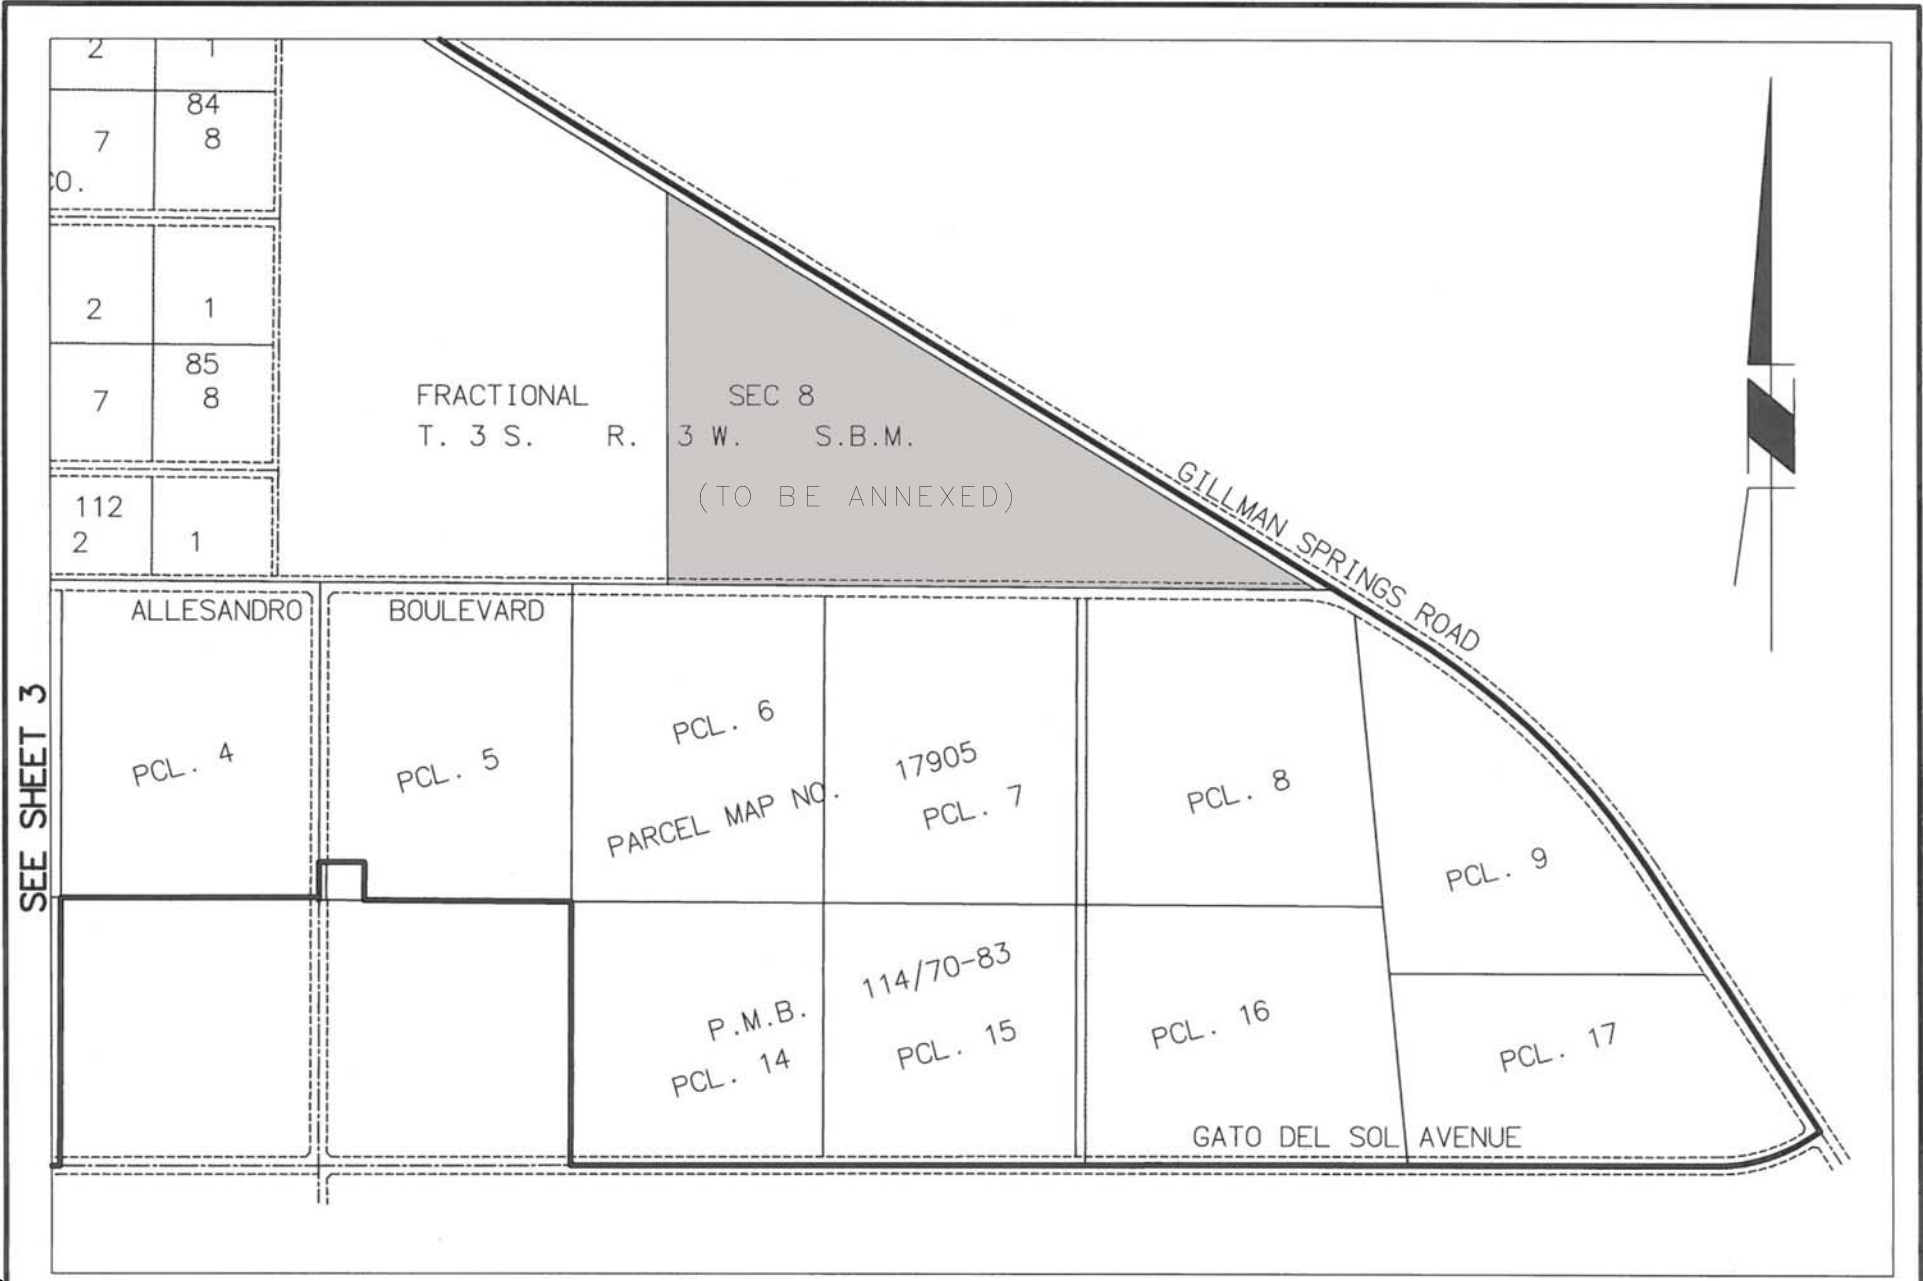 2 1
84
7 8
CO.
2 1
85
7 8
112
2 1
FRACTIONAL SEC 8
T. 3 S. R. 3 W. S.B.M.
(TO BE ANNEXED)
GILLMAN SPRINGS ROAD
N
ALLESANDRO BOULEVARD
SEE SHEET 3
PCL. 4
PCL. 5
PCL. 6
PARCEL MAP NO. 17905
PCL. 7
PCL. 8
PCL. 9
P.M.B. 114/70-83
PCL. 14
PCL. 15
PCL. 16
PCL. 17
GATO DEL SOL AVENUE